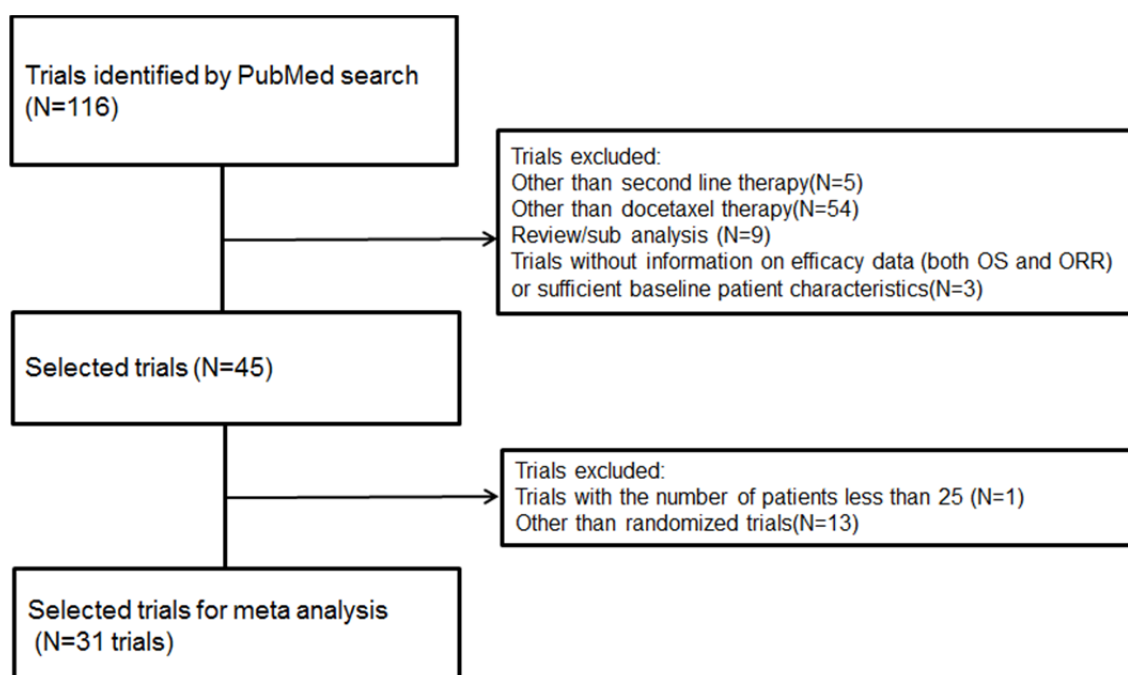 Trials identified by PubMed search
(N=116)
Trials excluded:
Other than second line therapy(N=5)
Other than docetaxel therapy(N=54)
Review/sub analysis (N=9)
Trials without information on efficacy data (both OS and ORR)
or sufficient baseline patient characteristics(N=3)
Selected trials (N=45)
Trials excluded:
Trials with the number of patients less than 25 (N=1)
Other than randomized trials(N=13)
Selected trials for meta analysis
(N=31 trials)